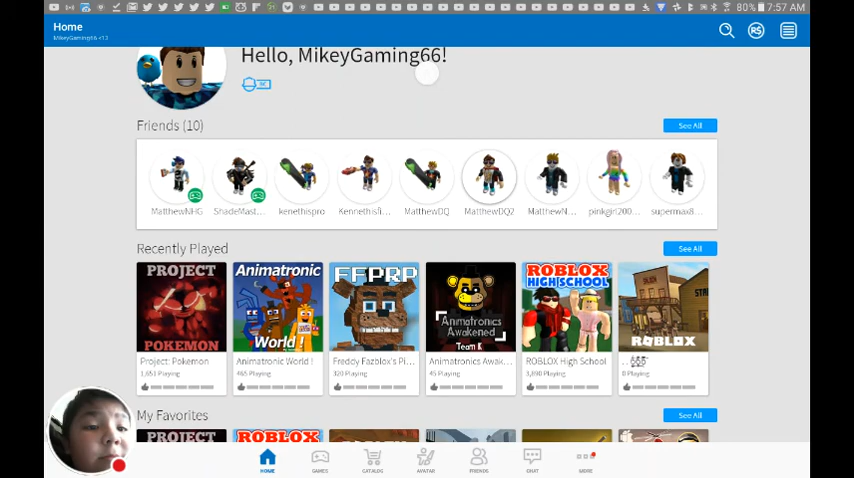 80% 7:57 AM
Home
MikeyGaming66 <13
Hello, MikeyGaming66!
Friends (10)
See All
MatthewNHG ShadeMast... kenethispro Kennethisfi... MatthewDQ MatthewDQ2 MatthewN... pinkgirl200... supermax8...
Recently Played
See All
PROJECT POKEMON
Animatronic World!
FFPRP
Animatronics Awakened Team K
ROBLOX HIGH SCHOOL
ROBLOX
Project: Pokemon
1,651 Playing
Animatronic World !
465 Playing
Freddy Fazblox's Pi...
320 Playing
Animatronics Awak...
45 Playing
ROBLOX High School
3,890 Playing
8 Playing
My Favorites
See All
PROJECT
ROBLOX
HOME GAMES CATALOG AVATAR FRIENDS CHAT MORE